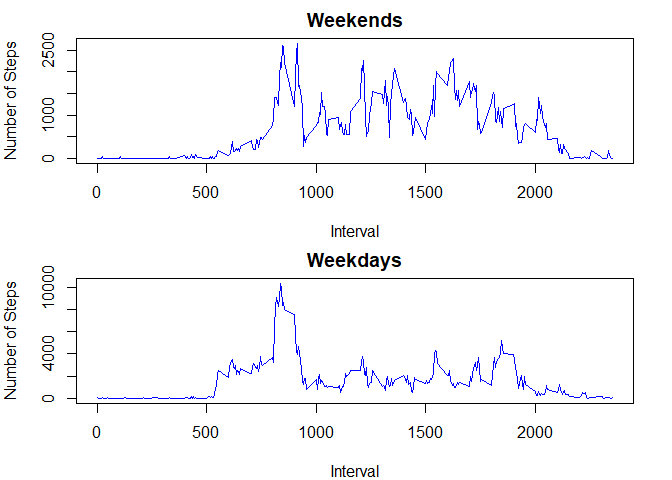 Weekends
Number of Steps
2500
1000
0
0 500 1000 1500 2000
Interval
Weekdays
Number of Steps
10000
4000
0
0 500 1000 1500 2000
Interval